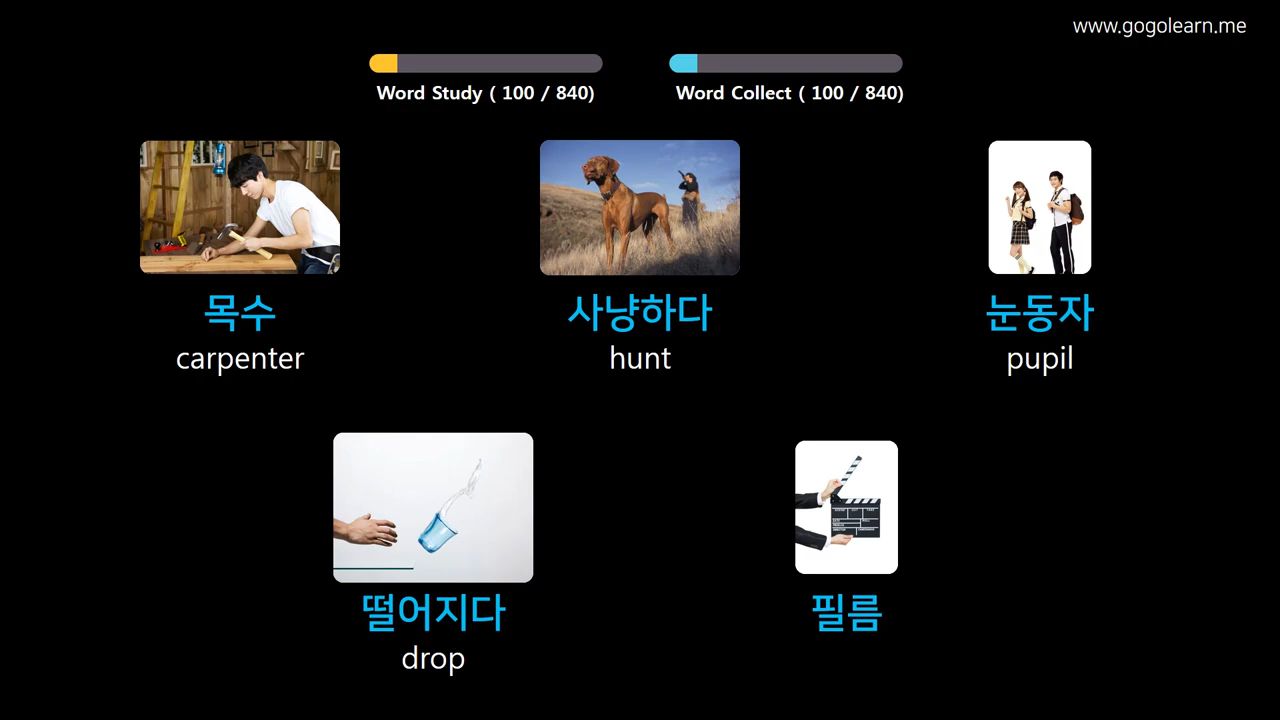 www.gogolearn.me
Word Study ( 100 / 840)
Word Collect ( 100 / 840)
목수
carpenter
사냥하다
hunt
눈동자
pupil
떨어지다
drop
필름